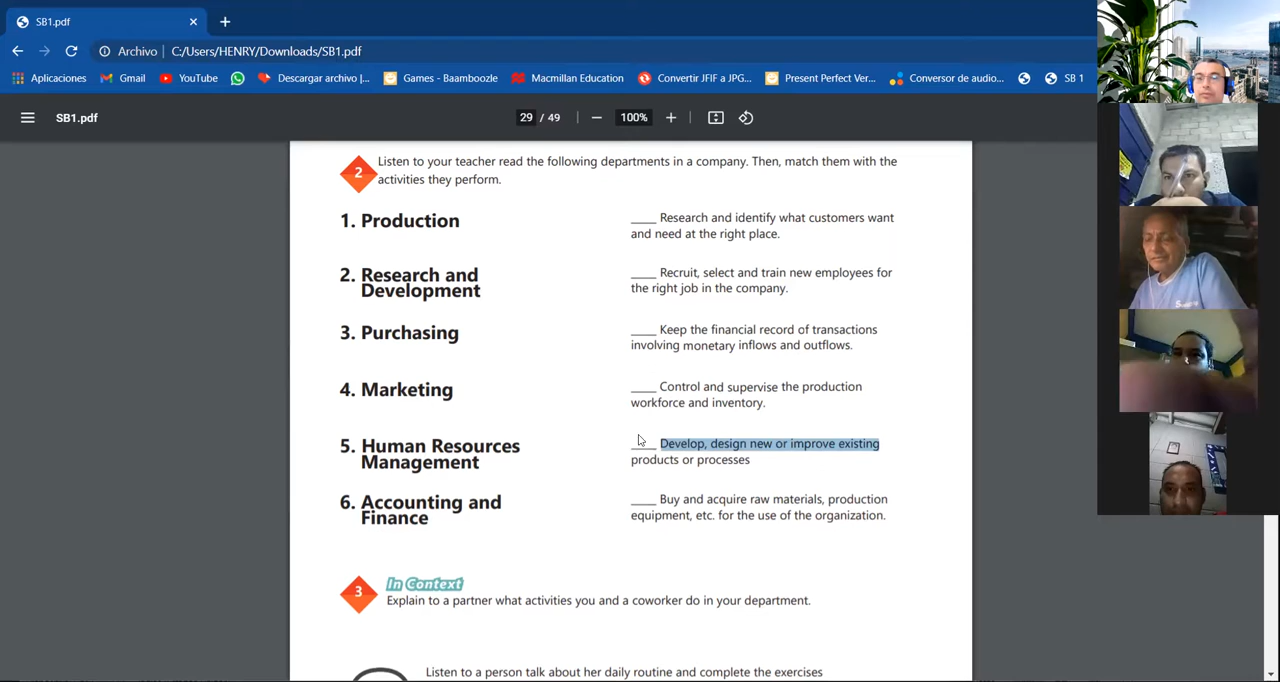 SB1.pdf
Archivo C:/Users/HENRY/Downloads/SB1.pdf
Aplicaciones Gmail YouTube Descargar archivo |... Games - Baamboozle Macmillan Education Convertir JFIF a JPG... Present Perfect Ver... Conversor de audio... SB 1
SB1.pdf 29 / 49 100%
2 Listen to your teacher read the following departments in a company. Then, match them with the
activities they perform.
1. Production
____ Research and identify what customers want
and need at the right place.
2. Research and
Development
____ Recruit, select and train new employees for
the right job in the company.
3. Purchasing
____ Keep the financial record of transactions
involving monetary inflows and outflows.
4. Marketing
____ Control and supervise the production
workforce and inventory.
5. Human Resources
Management
____ Develop, design new or improve existing
products or processes
6. Accounting and
Finance
____ Buy and acquire raw materials, production
equipment, etc. for the use of the organization.
3 In Context
Explain to a partner what activities you and a coworker do in your department.
Listen to a person talk about her daily routine and complete the exercises